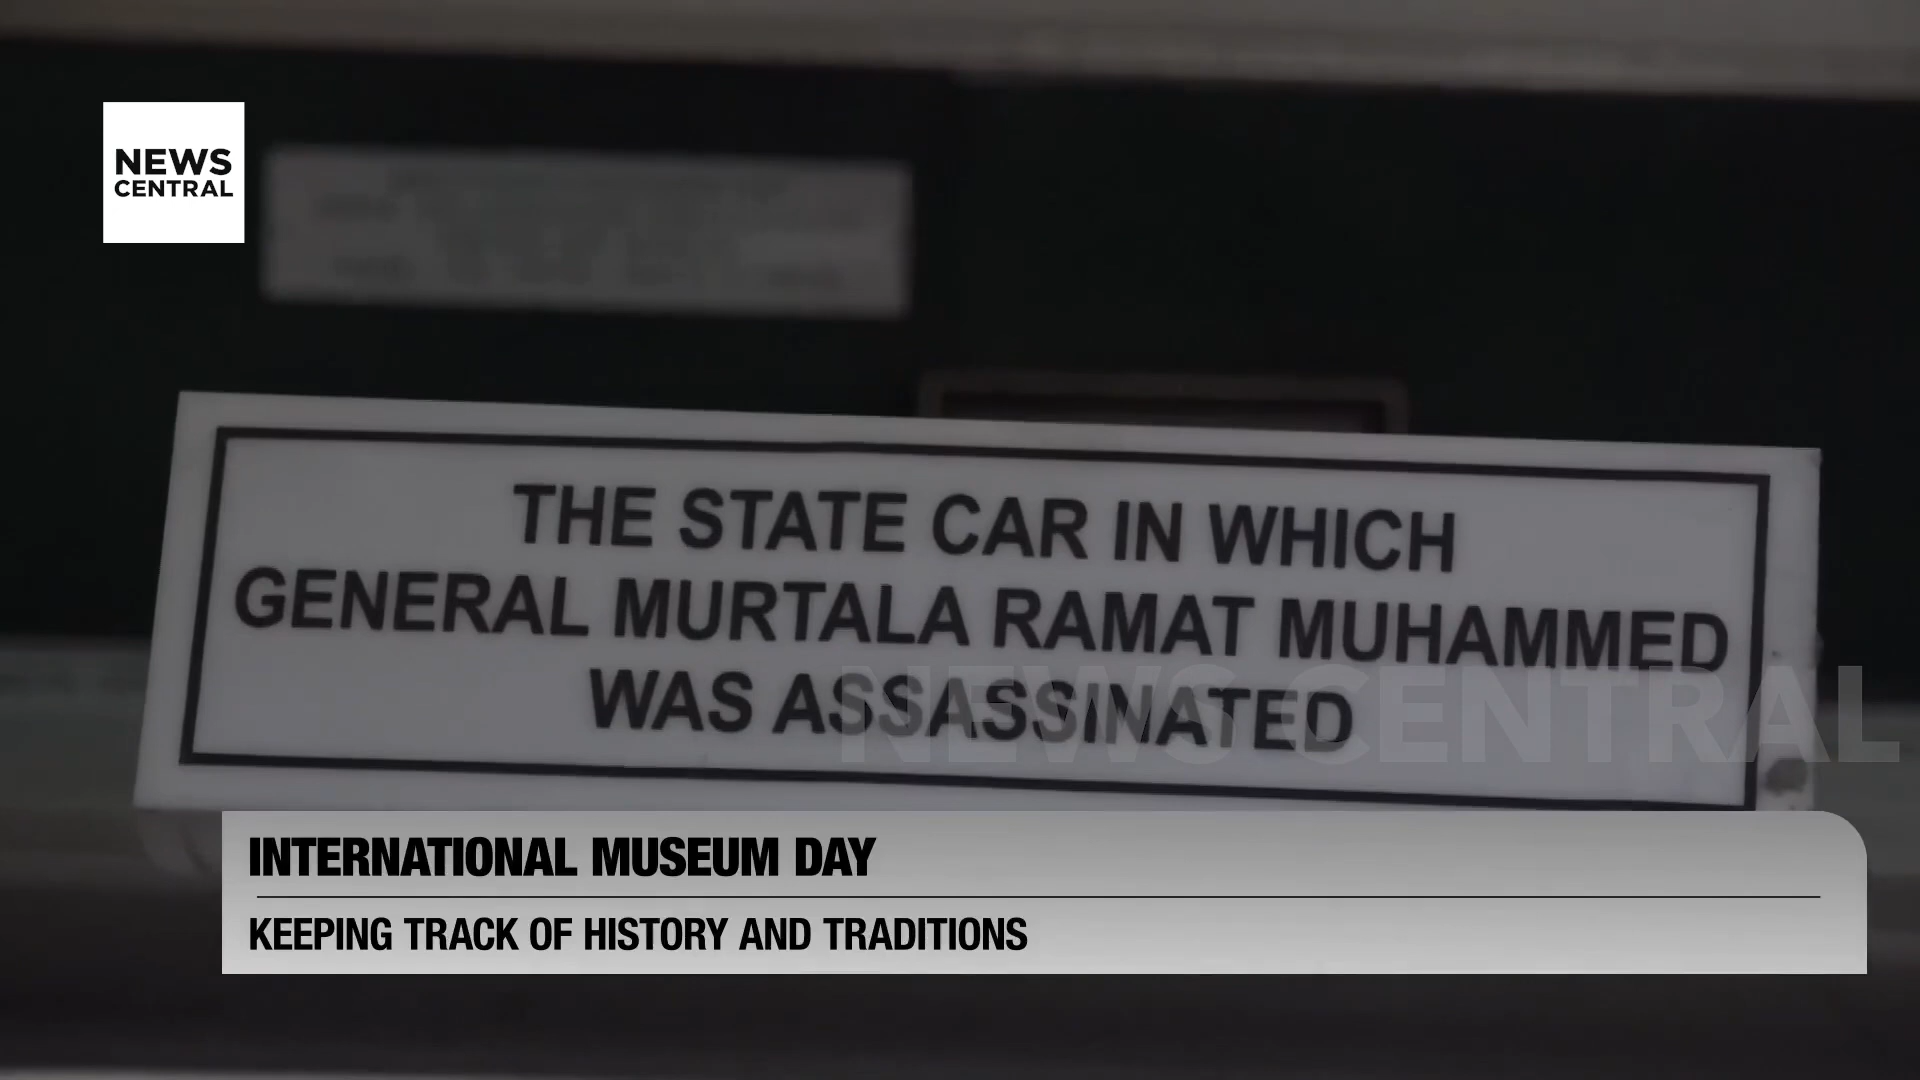 NEWS
CENTRAL
THE STATE CAR IN WHICH
GENERAL MURTALA RAMAT MUHAMMED
WAS ASSASSINATED
NEWS CENTRAL
INTERNATIONAL MUSEUM DAY
KEEPING TRACK OF HISTORY AND TRADITIONS